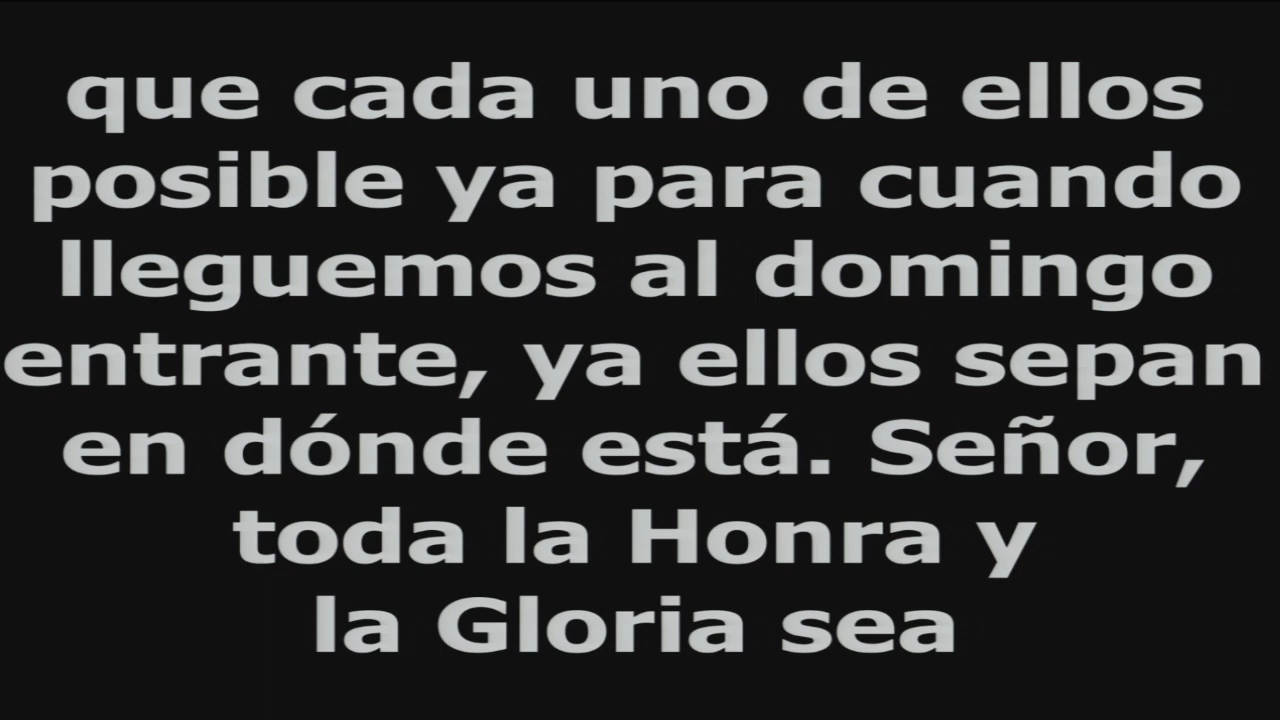 que cada uno de ellos
posible ya para cuando
lleguemos al domingo
entrante, ya ellos sepan
en dónde está. Señor,
toda la Honra y
la Gloria sea